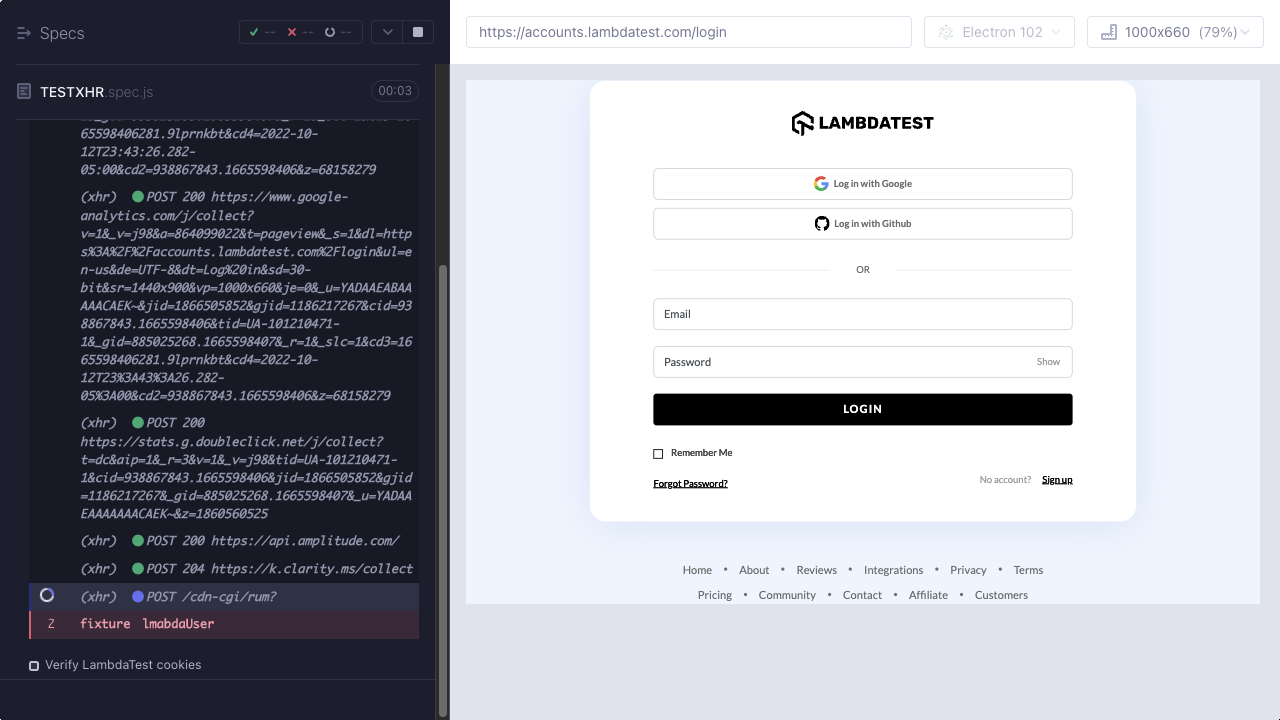 Specs
-- -- --
TESTXHR.spec.js
00:03
655598406281.9lprnkbt&cd4=2022-10-
12T23:43:26.282-
05:00&cd2=938867843.1665598406&z=68158279
(xhr) POST 200 https://www.google-
analytics.com/j/collect?
v=1&_v=j98&a=864099022&t=pageview&_s=1&dl=http
s%3A%2F%2Faccounts.lambdatest.com%2Flogin&ul=e
n-us&de=UTF-8&dt=Log%20in&sd=30-
bit&sr=1440x900&vp=1000x660&je=0&_u=YADAAEABAA
AAACAEK~&jid=1866505852&gjid=1186217267&cid=93
8867843.1665598406&tid=UA-101210471-
1&_gid=885025268.1665598407&_r=1&_slc=1&cd3=16
65598406281.9lprnkbt&cd4=2022-10-
12T23%3A43%3A26.282-
05%3A00&cd2=938867843.1665598406&z=68158279
(xhr) POST 200
https://stats.g.doubleclick.net/j/collect?
t=dc&aip=1&_r=3&v=1&_v=j98&tid=UA-101210471-
1&cid=938867843.1665598406&jid=1866505852&gjid
=1186217267&_gid=885025268.1665598407&_u=YADAA
EAAAAAAACAEK~&z=1860560525
(xhr) POST 200 https://api.amplitude.com/
(xhr) POST 204 https://k.clarity.ms/collect
(xhr) POST /cdn-cgi/rum?
2 fixture lmabdaUser
Verify LambdaTest cookies
https://accounts.lambdatest.com/login
Electron 102
1000x660 (79%)
LAMBDATEST
Log in with Google
Log in with Github
OR
Email
Password Show
LOGIN
Remember Me
Forgot Password? No account? Sign up
Home • About • Reviews • Integrations • Privacy • Terms
Pricing • Community • Contact • Affiliate • Customers